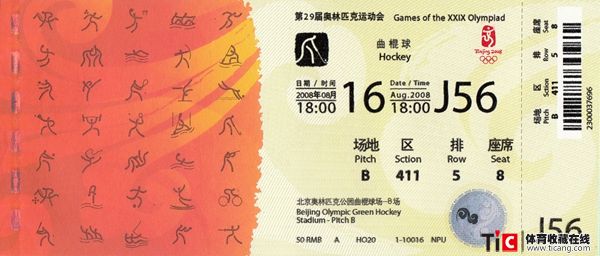 第29届奥林匹克运动会 Games of the XXIX Olympiad
曲棍球
Hockey
Beijing 2008
日期 / 时间 Date / Time
2008年08月 16 Aug.2008 J56
18:00 18:00
场地 区 排 座席
Pitch Sction Row Seat
B 411 5 8
北京奥林匹克公园曲棍球场-B场
Beijing Olympic Green Hockey
Stadium - Pitch B
50 RMB A HO20 1-10016 NPU
座席 Seat 8
排 Row 5
区 Sction 411
场地 Pitch B
2300037696
J56
TIC 体育收藏在线
www.ticang.com